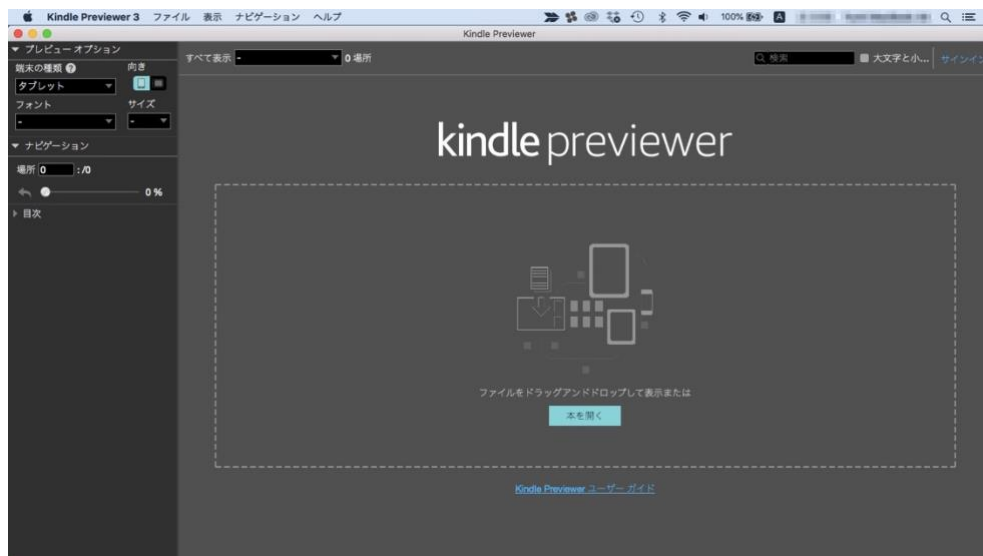 Kindle Previewer 3 ファイル 表示 ナビゲーション ヘルプ 100% A
Kindle Previewer
プレビューオプション
端末の種類 ? 向き
タブレット
フォント サイズ
- -
ナビゲーション
場所 0 : /0
0 %
目次
すべて表示 - 0 場所
検索 大文字と小... サインイン
kindle previewer
ファイルをドラッグアンドドロップして表示または
本を開く
Kindle Previewer ユーザー ガイド